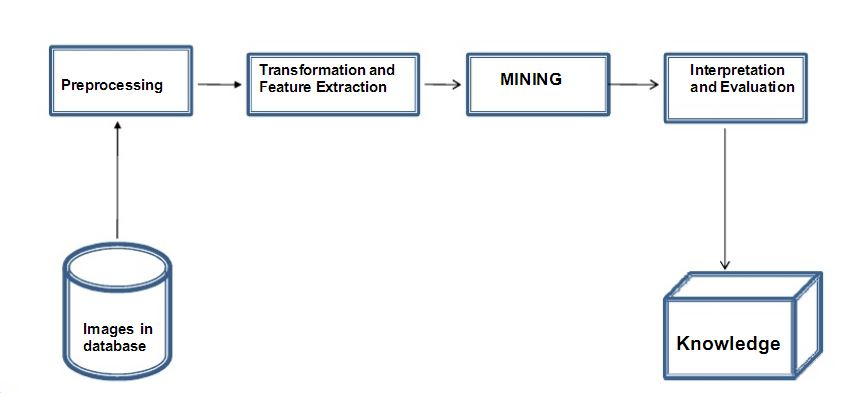 Preprocessing
Transformation and
Feature Extraction
MINING
Interpretation
and Evaluation
Images in
database
Knowledge